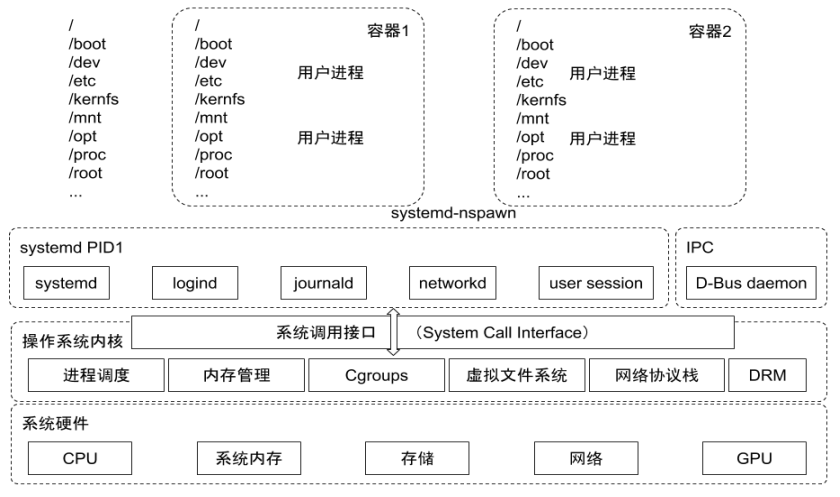 /
/boot
/dev
/etc
/kernfs
/mnt
/opt
/proc
/root
...
容器1
/
/boot
/dev
/etc
/kernfs
/mnt
/opt
/proc
/root
...
用户进程
用户进程
容器2
/
/boot
/dev
/etc
/kernfs
/mnt
/opt
/proc
/root
...
用户进程
用户进程
systemd-nspawn
systemd PID1
systemd
logind
journald
networkd
user session
IPC
D-Bus daemon
系统调用接口 （System Call Interface）
操作系统内核
进程调度
内存管理
Cgroups
虚拟文件系统
网络协议栈
DRM
系统硬件
CPU
系统内存
存储
网络
GPU